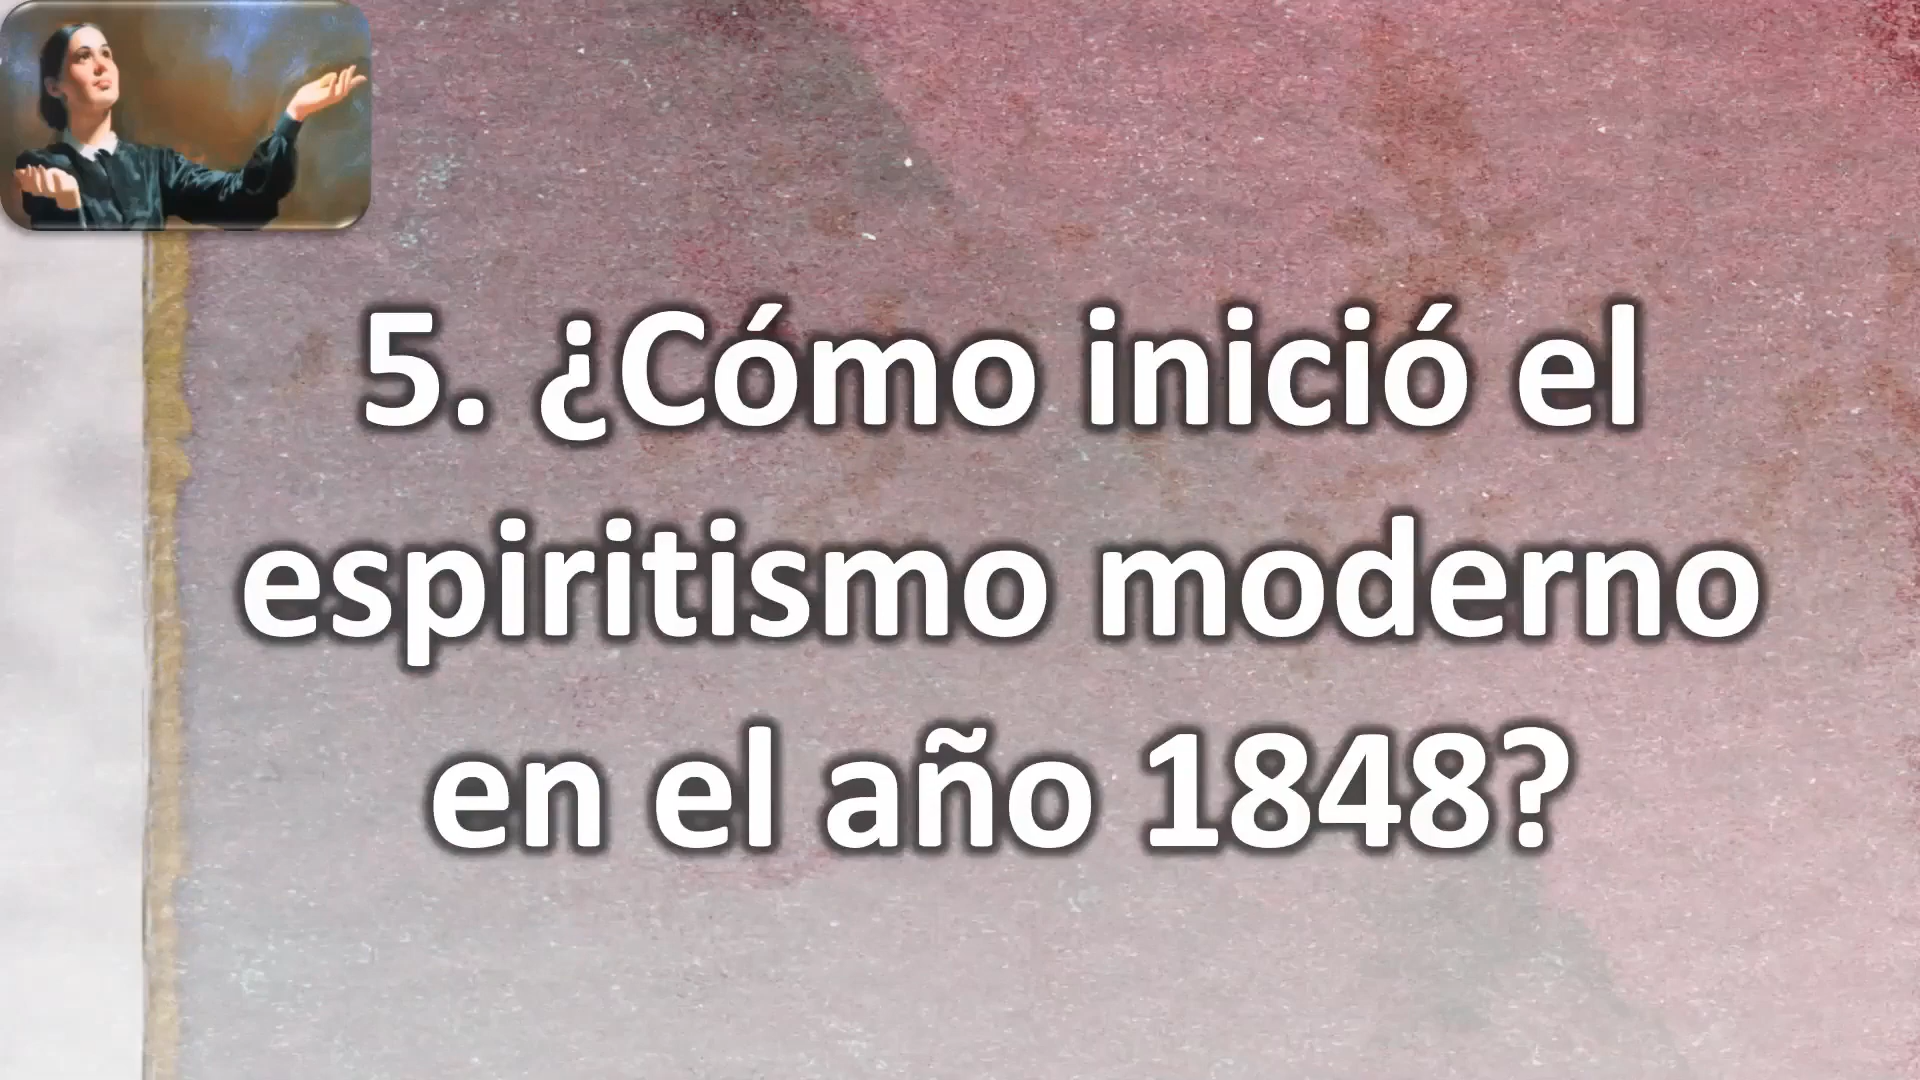 5. ¿Cómo inició el
espiritismo moderno
en el año 1848?